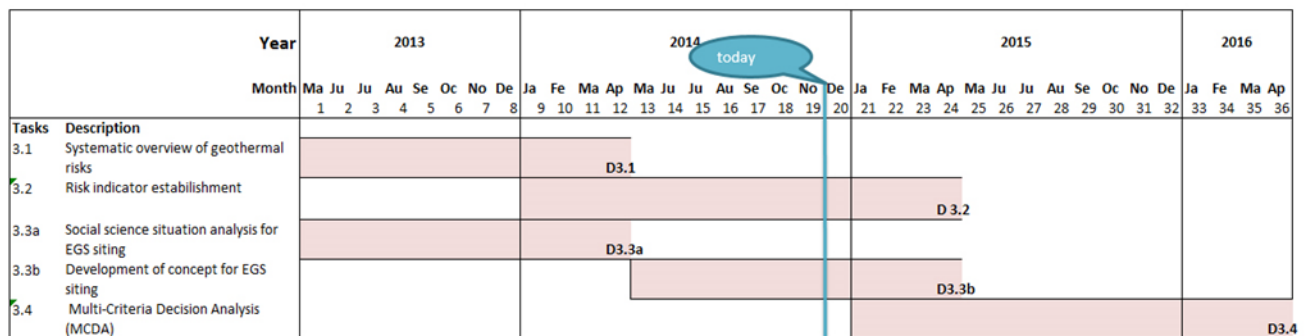 Year 2013 2014 2015 2016
today
Month Ma Ju Ju Au Se Oc No De Ja Fe Ma Ap Ma Ju Ju Au Se Oc No De Ja Fe Ma Ap Ma Ju Ju Au Se Oc No De Ja Fe Ma Ap
1 2 3 4 5 6 7 8 9 10 11 12 13 14 15 16 17 18 19 20 21 22 23 24 25 26 27 28 29 30 31 32 33 34 35 36
Tasks Description
3.1 Systematic overview of geothermal
risks D3.1
3.2 Risk indicator estabilishment
D 3.2
3.3a Social science situation analysis for
EGS siting D3.3a
3.3b Development of concept for EGS
siting D3.3b
3.4 Multi-Criteria Decision Analysis
(MCDA) D3.4